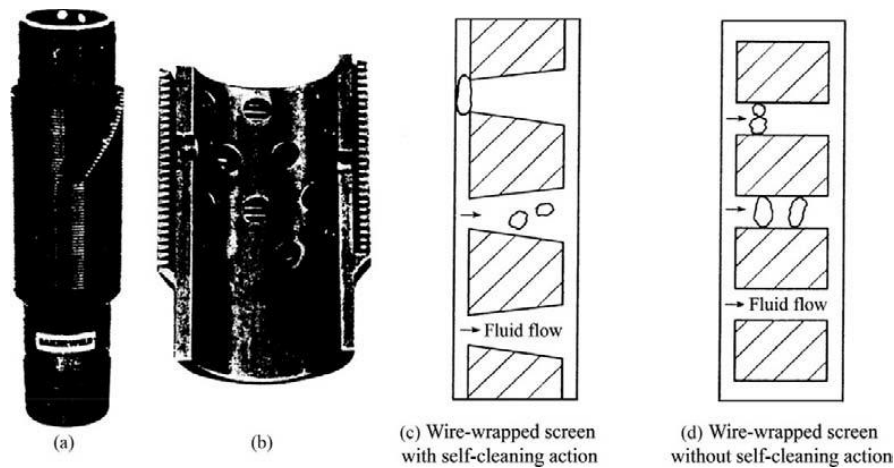 Fluid flow
Fluid flow
(a)
(b)
(c) Wire-wrapped screen
with self-cleaning action
(d) Wire-wrapped screen
without self-cleaning action